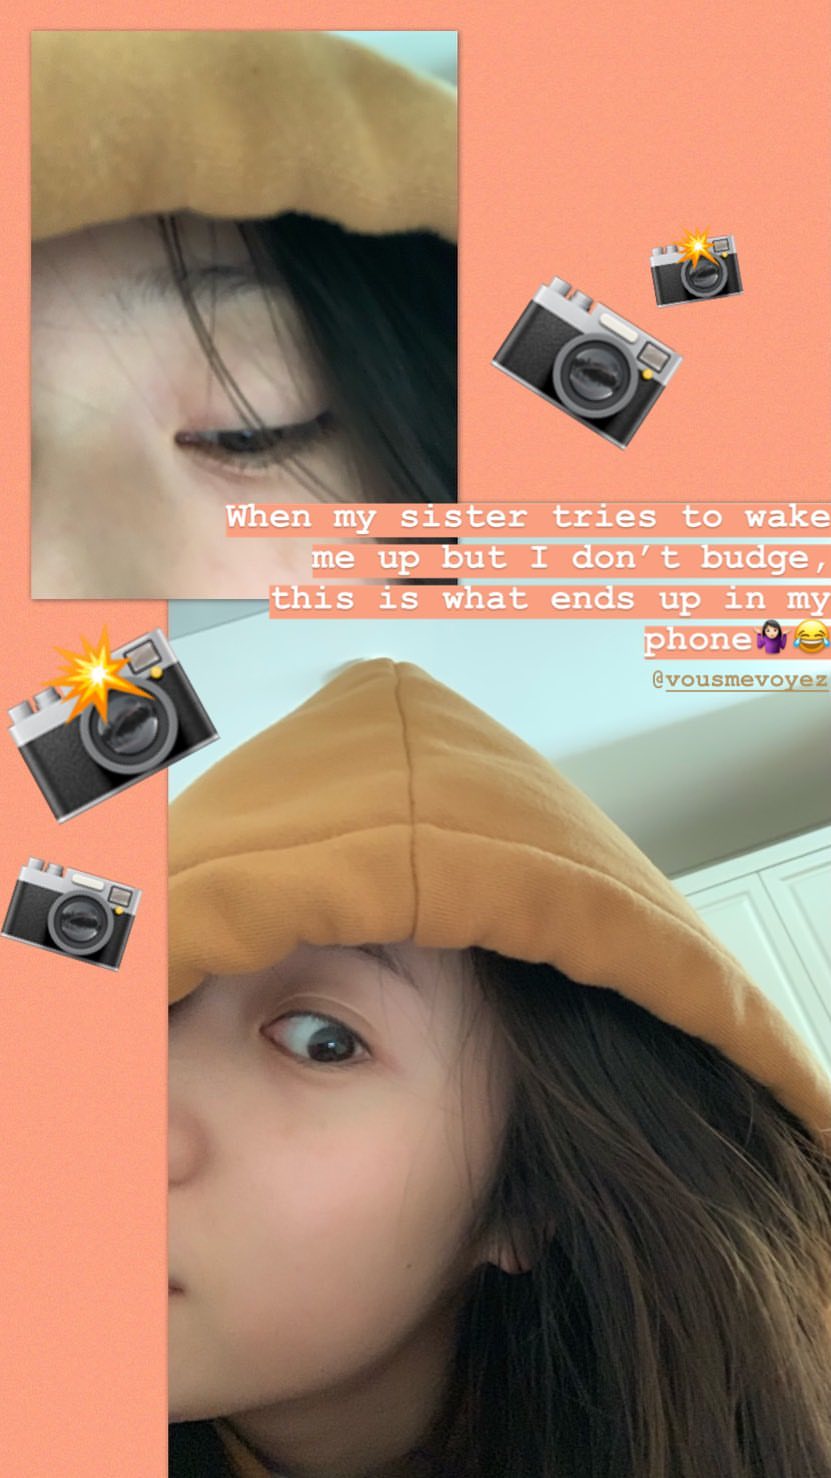 When my sister tries to wake
me up but I don’t budge,
this is what ends up in my
phone🤷🏻‍♀️😂
@vousmevoyez